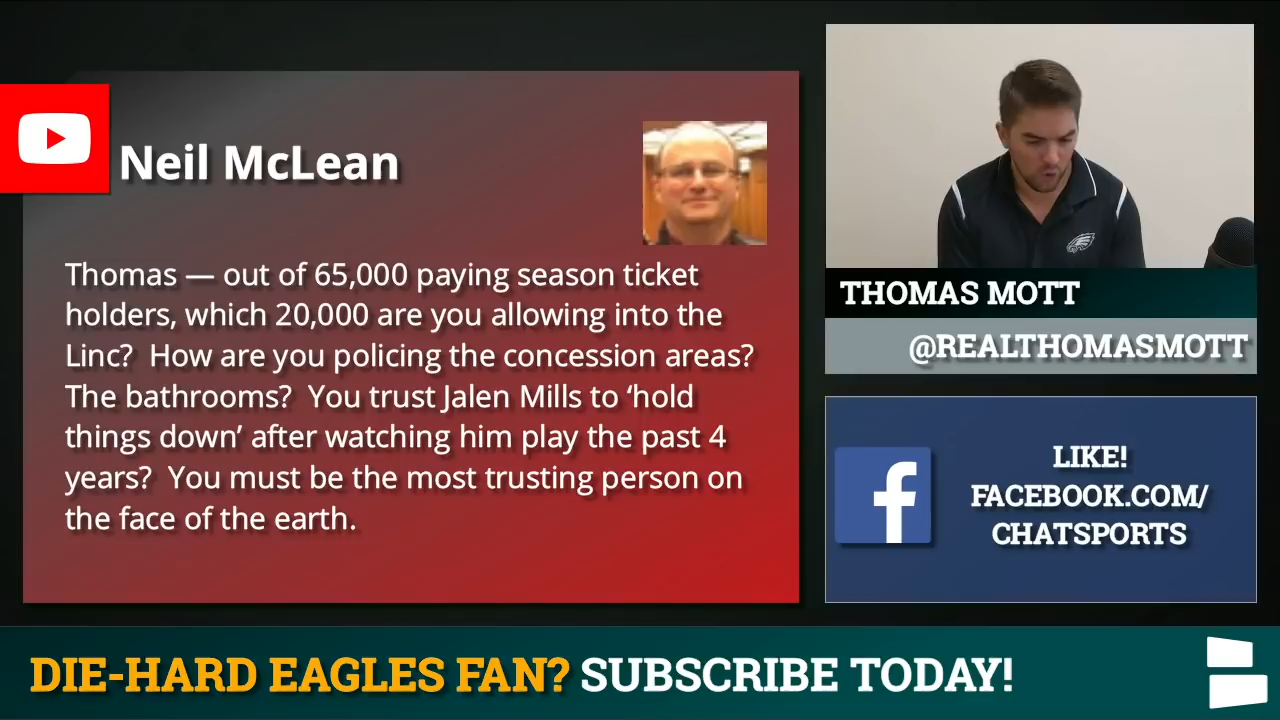 Neil McLean
Thomas — out of 65,000 paying season ticket
holders, which 20,000 are you allowing into the
Linc?  How are you policing the concession areas?
The bathrooms?  You trust Jalen Mills to ‘hold
things down’ after watching him play the past 4
years?  You must be the most trusting person on
the face of the earth.
THOMAS MOTT
@REALTHOMASMOTT
LIKE!
FACEBOOK.COM/
CHATSPORTS
DIE-HARD EAGLES FAN? SUBSCRIBE TODAY!